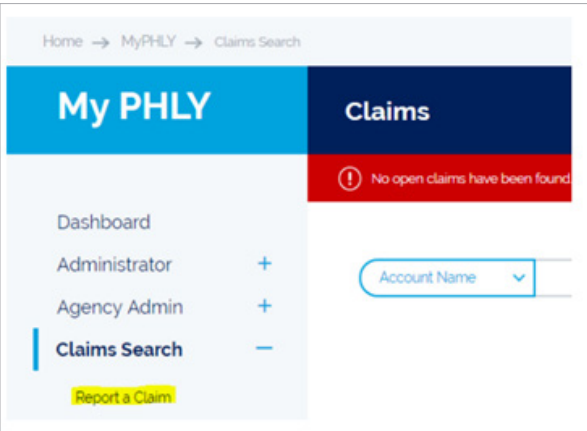 Home → MyPHLY → Claims Search
My PHLY
Claims
No open claims have been found
Dashboard
Administrator +
Agency Admin +
Claims Search −
Report a Claim
Account Name